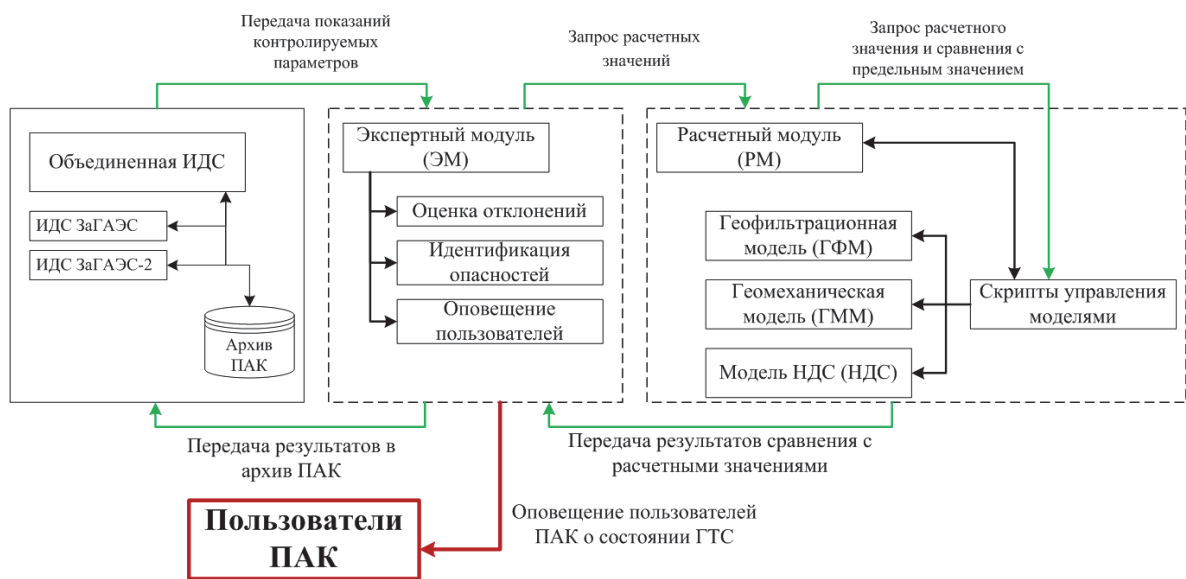 Передача показаний
контролируемых
параметров
Запрос расчетных
значений
Запрос расчетного
значения и сравнения с
предельным значением
Объединенная ИДС
ИДС ЗаГАЭС
ИДС ЗаГАЭС-2
Архив
ПАК
Экспертный модуль
(ЭМ)
Оценка отклонений
Идентификация
опасностей
Оповещение
пользователей
Расчетный модуль
(РМ)
Геофильтрационная
модель (ГФМ)
Геомеханическая
модель (ГММ)
Модель НДС (НДС)
Скрипты управления
моделями
Передача результатов в
архив ПАК
Передача результатов сравнения с
расчетными значениями
Пользователи
ПАК
Оповещение пользователей
ПАК о состоянии ГТС